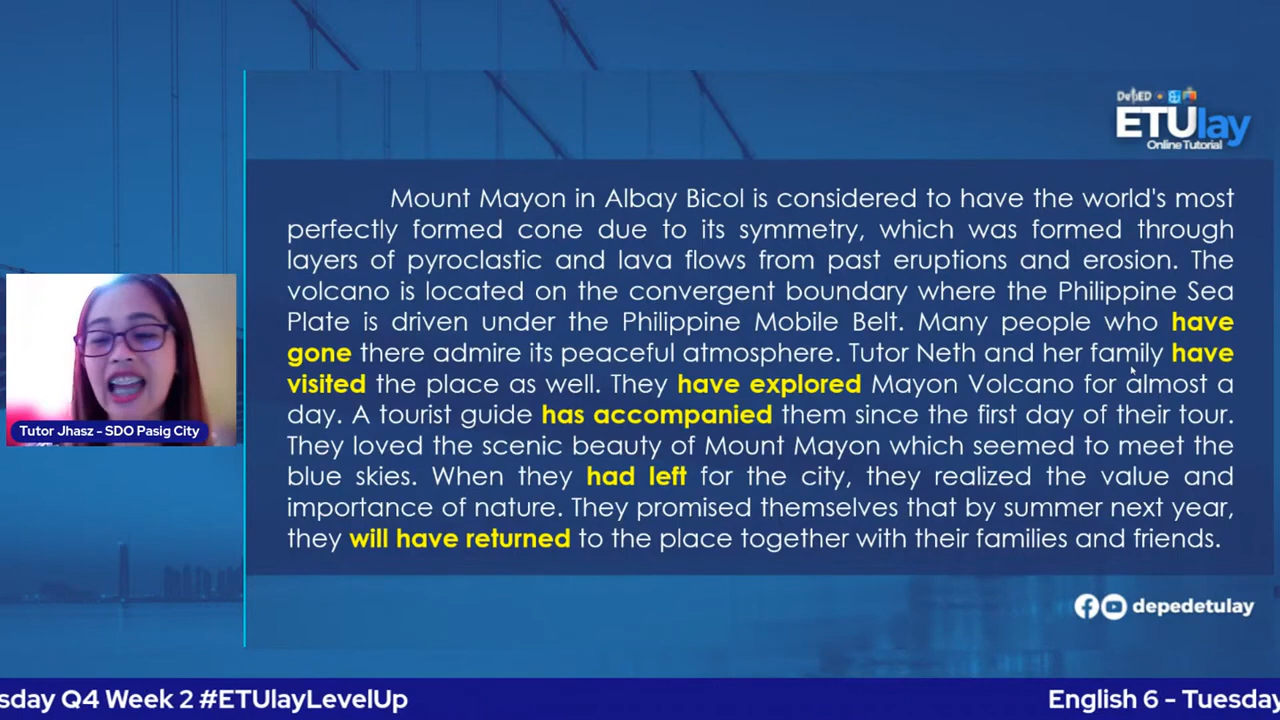 DepED
ETUlay
Online Tutorial
Mount Mayon in Albay Bicol is considered to have the world's most
perfectly formed cone due to its symmetry, which was formed through
layers of pyroclastic and lava flows from past eruptions and erosion. The
volcano is located on the convergent boundary where the Philippine Sea
Plate is driven under the Philippine Mobile Belt. Many people who have
gone there admire its peaceful atmosphere. Tutor Neth and her family have
visited the place as well. They have explored Mayon Volcano for almost a
day. A tourist guide has accompanied them since the first day of their tour.
They loved the scenic beauty of Mount Mayon which seemed to meet the
blue skies. When they had left for the city, they realized the value and
importance of nature. They promised themselves that by summer next year,
they will have returned to the place together with their families and friends.
Tutor Jhasz - SDO Pasig City
depedetulay
sday Q4 Week 2 #ETUlayLevelUp
English 6 - Tuesday